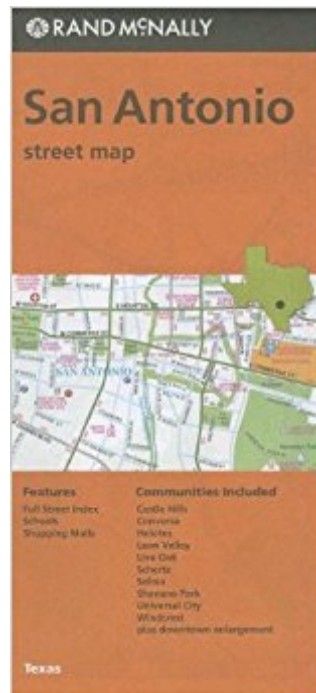 RAND McNALLY
San Antonio
street map
SAN ANTONIO
Features
Full Street Index
Schools
Shopping Malls
Communities Included
Castle Hills
Converse
Helotes
Leon Valley
Live Oak
Schertz
Selma
Shavano Park
Universal City
Windcrest
plus downtown enlargement
Texas